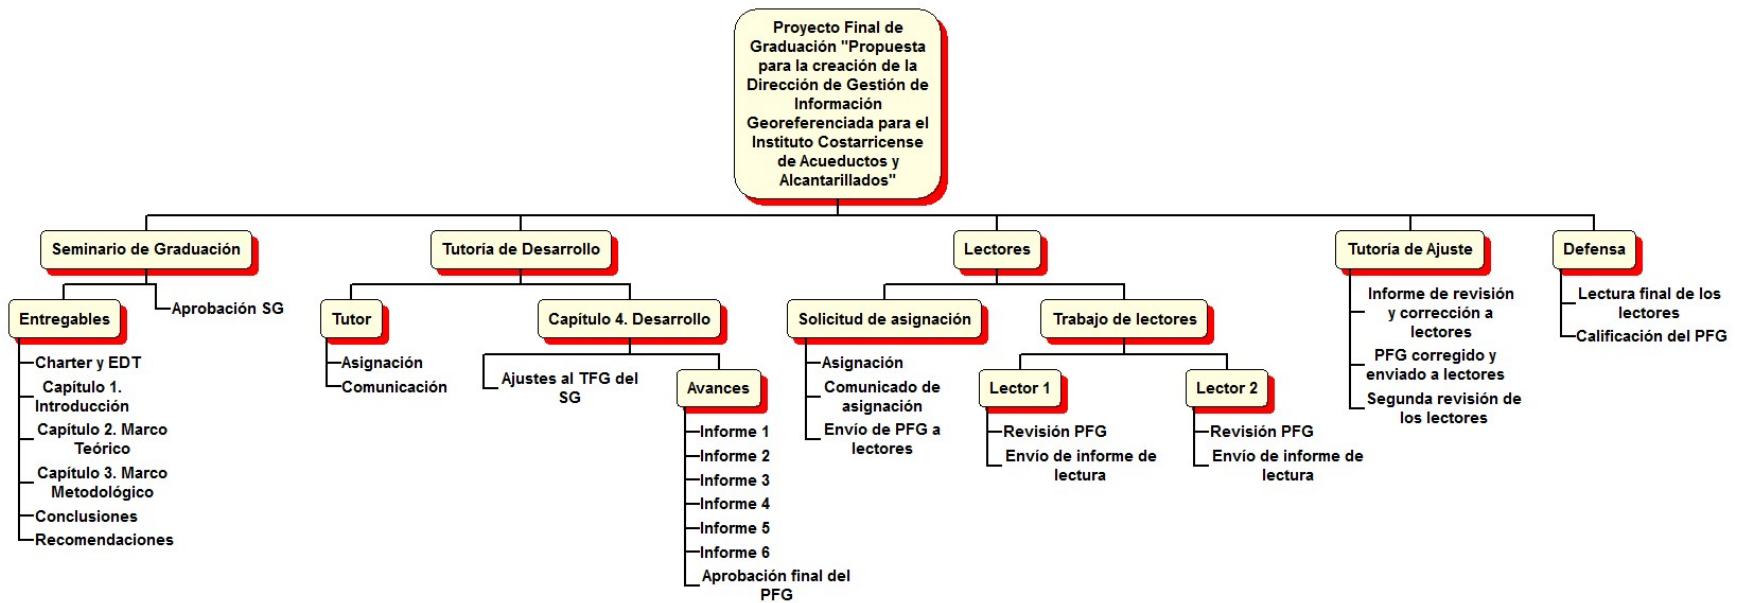 Proyecto Final de
Graduación "Propuesta
para la creación de la
Dirección de Gestión de
Información
Georeferenciada para el
Instituto Costarricense
de Acueductos y
Alcantarillados"
Seminario de Graduación
Entregables
Charter y EDT
Capítulo 1.
Introducción
Capítulo 2. Marco
Teórico
Capítulo 3. Marco
Metodológico
Conclusiones
Recomendaciones
Aprobación SG
Tutoría de Desarrollo
Tutor
Asignación
Comunicación
Capítulo 4. Desarrollo
Ajustes al TFG del
SG
Avances
Informe 1
Informe 2
Informe 3
Informe 4
Informe 5
Informe 6
Aprobación final del
PFG
Lectores
Solicitud de asignación
Asignación
Comunicado de
asignación
Envío de PFG a
lectores
Trabajo de lectores
Lector 1
Revisión PFG
Envío de informe de
lectura
Lector 2
Revisión PFG
Envío de informe de
lectura
Tutoría de Ajuste
Informe de revisión
y corrección a
lectores
PFG corregido y
enviado a lectores
Segunda revisión de
los lectores
Defensa
Lectura final de los
lectores
Calificación del PFG